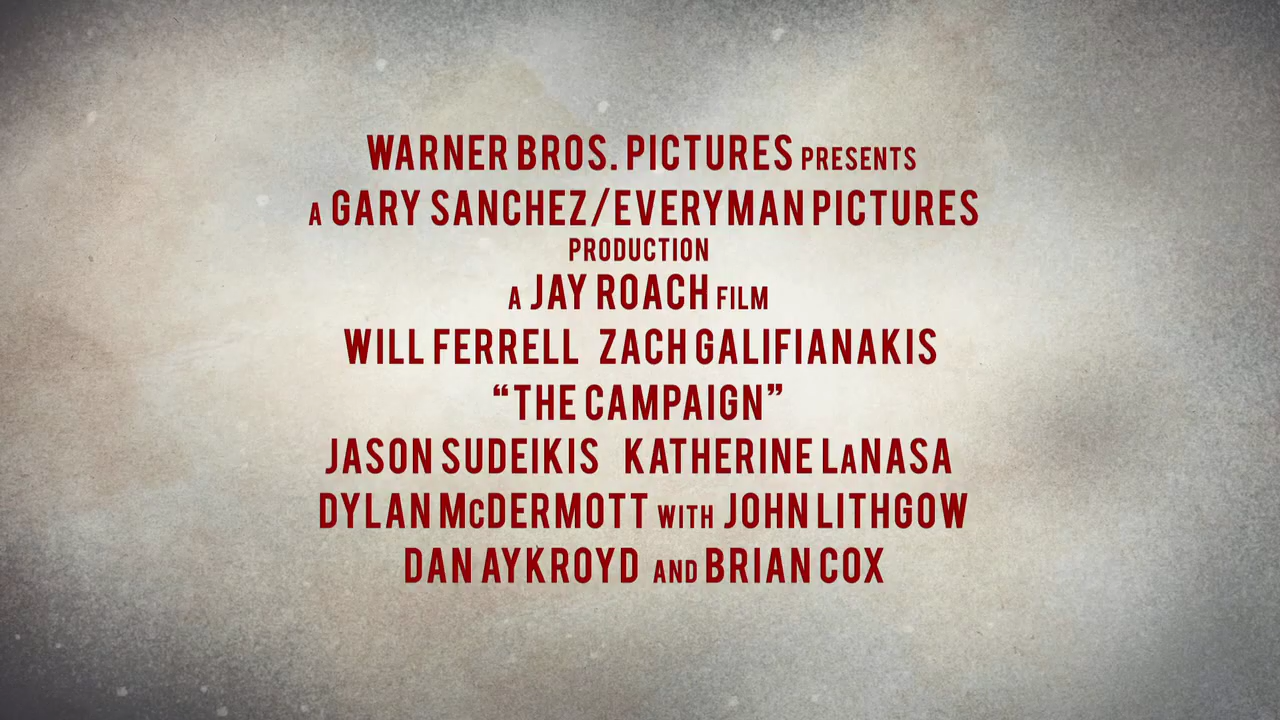 WARNER BROS. PICTURES PRESENTS
A GARY SANCHEZ/EVERYMAN PICTURES
PRODUCTION
A JAY ROACH FILM
WILL FERRELL ZACH GALIFIANAKIS
“THE CAMPAIGN”
JASON SUDEIKIS KATHERINE LaNASA
DYLAN McDERMOTT WITH JOHN LITHGOW
DAN AYKROYD AND BRIAN COX